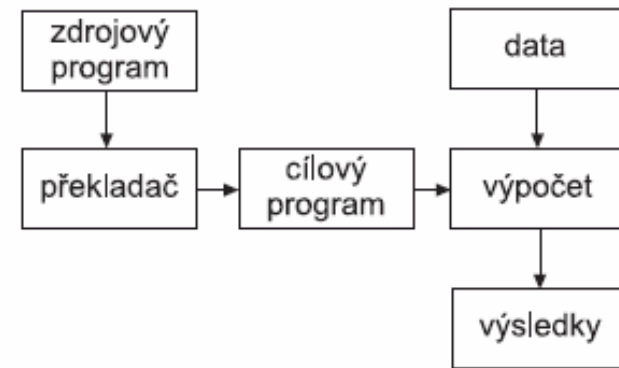 zdrojový
program
data
překladač
cílový
program
výpočet
výsledky